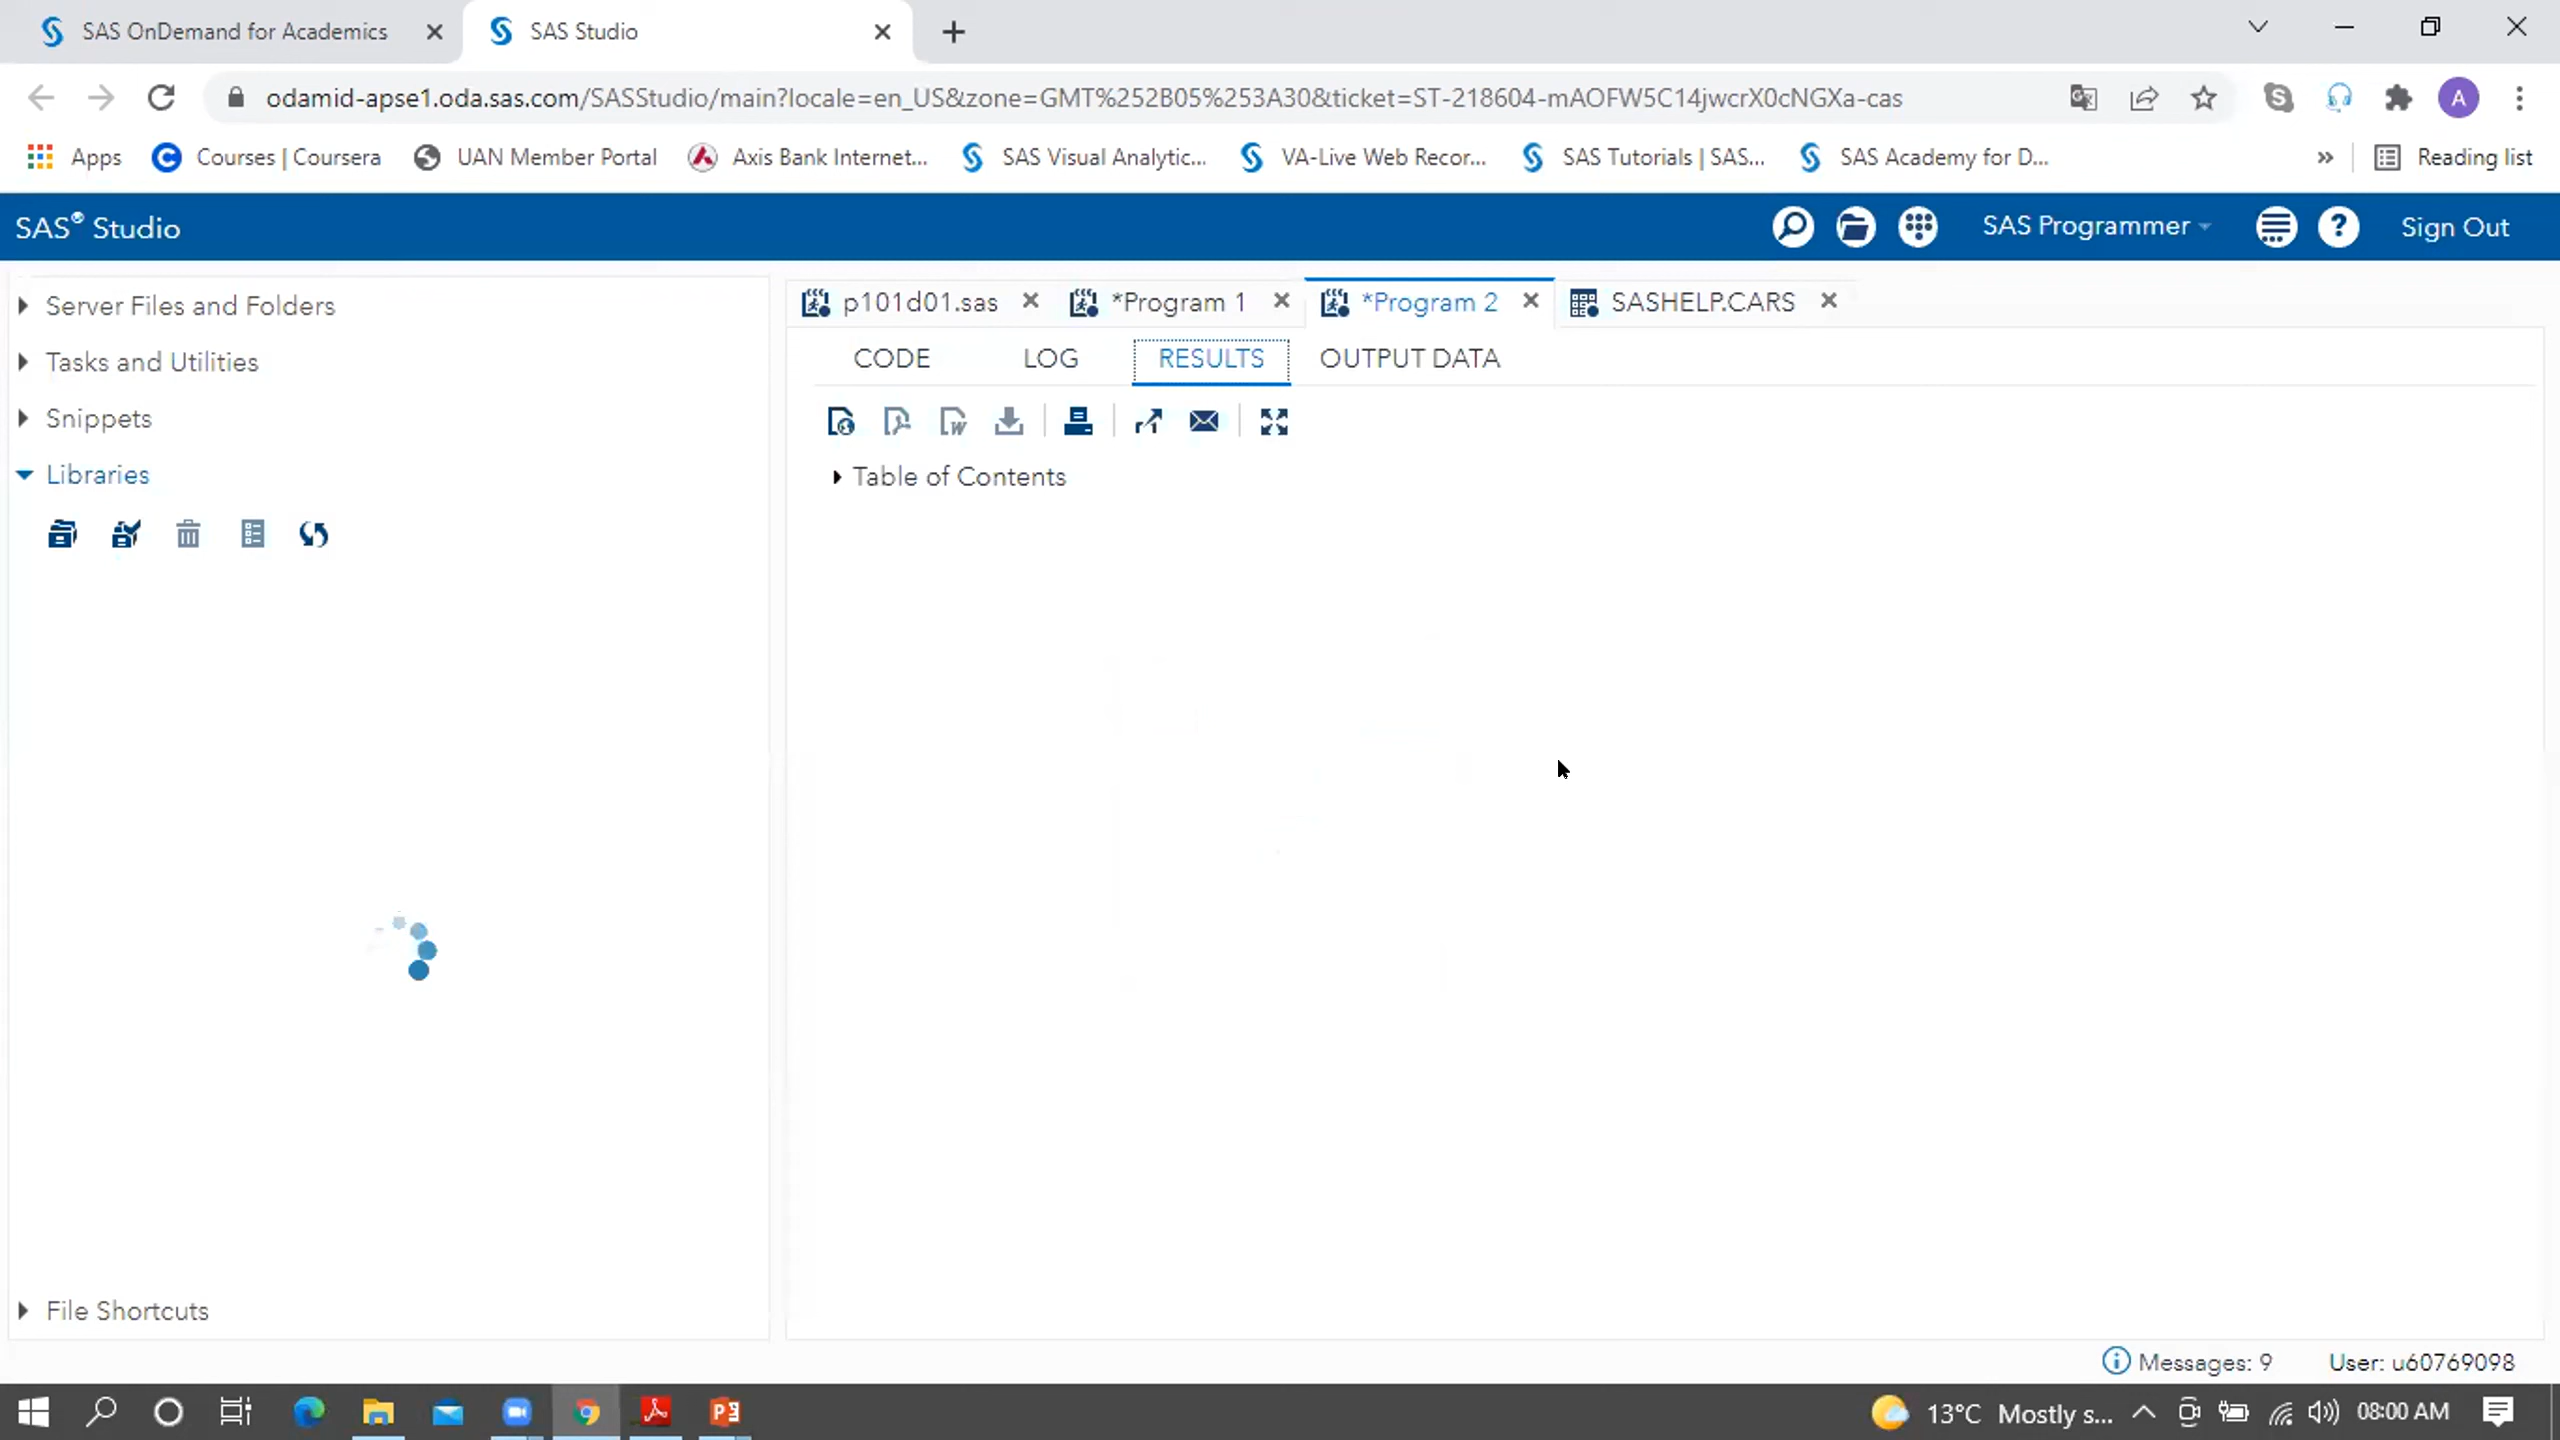 SAS OnDemand for Academics
SAS Studio
odamid-apse1.oda.sas.com/SASStudio/main?locale=en_US&zone=GMT%252B05%253A30&ticket=ST-218604-mAOFW5C14jwcrX0cNGXa-cas
A
Apps
Courses | Coursera
UAN Member Portal
Axis Bank Internet...
SAS Visual Analytic...
VA-Live Web Recor...
SAS Tutorials | SAS...
SAS Academy for D...
»
Reading list
SAS® Studio
SAS Programmer
Sign Out
Server Files and Folders
Tasks and Utilities
Snippets
Libraries
File Shortcuts
p101d01.sas
*Program 1
*Program 2
SASHELP.CARS
CODE
LOG
RESULTS
OUTPUT DATA
Table of Contents
Messages: 9
User: u60769098
13°C Mostly s...
08:00 AM